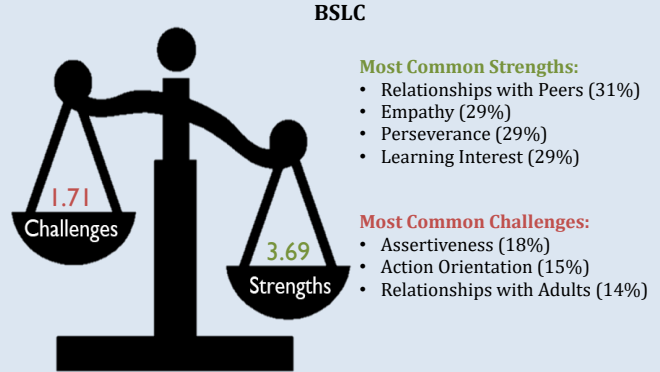 BSLC
1.71
Challenges
3.69
Strengths
Most Common Strengths:
• Relationships with Peers (31%)
• Empathy (29%)
• Perseverance (29%)
• Learning Interest (29%)
Most Common Challenges:
• Assertiveness (18%)
• Action Orientation (15%)
• Relationships with Adults (14%)